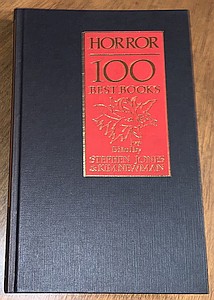 HORROR
100
BEST BOOKS
Edited by
STEPHEN JONES
& KIM NEWMAN